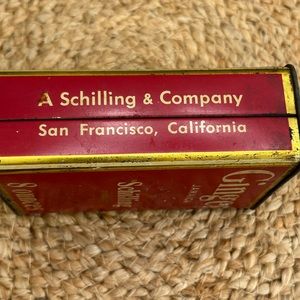 A Schilling & Company
San Francisco, California
Schilling
Ginger